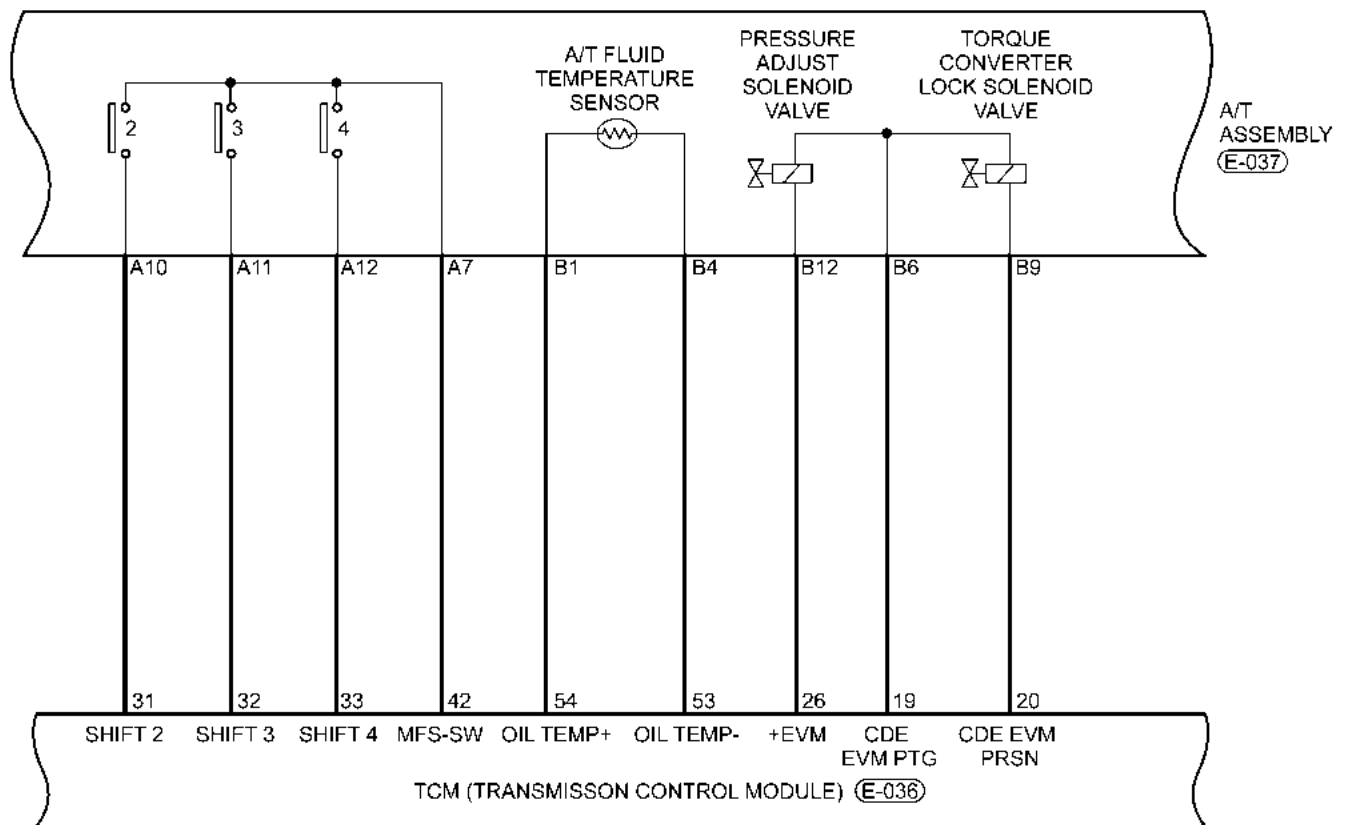 A/T FLUID
TEMPERATURE
SENSOR
PRESSURE
ADJUST
SOLENOID
VALVE
TORQUE
CONVERTER
LOCK SOLENOID
VALVE
A/T
ASSEMBLY
E-037
2
3
4
A10
A11
A12
A7
B1
B4
B12
B6
B9
31
32
33
42
54
53
26
19
20
SHIFT 2
SHIFT 3
SHIFT 4
MFS-SW
OIL TEMP+
OIL TEMP-
+EVM
CDE
EVM PTG
CDE EVM
PRSN
TCM (TRANSMISSON CONTROL MODULE) E-036